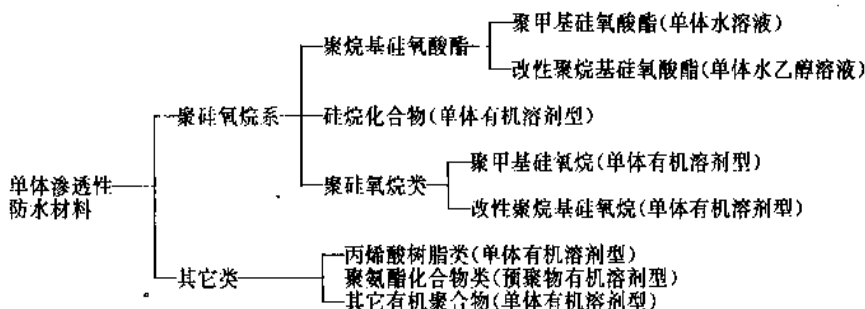 聚甲基硅氧酸酯(单体水溶液)
聚烷基硅氧酸酯
改性聚烷基硅氧酸酯(单体水乙醇溶液)
聚硅氧烷系
硅烷化合物(单体有机溶剂型)
聚甲基硅氧烷(单体有机溶剂型)
聚硅氧烷类
改性聚烷基硅氧烷(单体有机溶剂型)
单体渗透性
防水材料
丙烯酸树脂类(单体有机溶剂型)
其它类
聚氨酯化合物类(预聚物有机溶剂型)
其它有机聚合物(单体有机溶剂型)